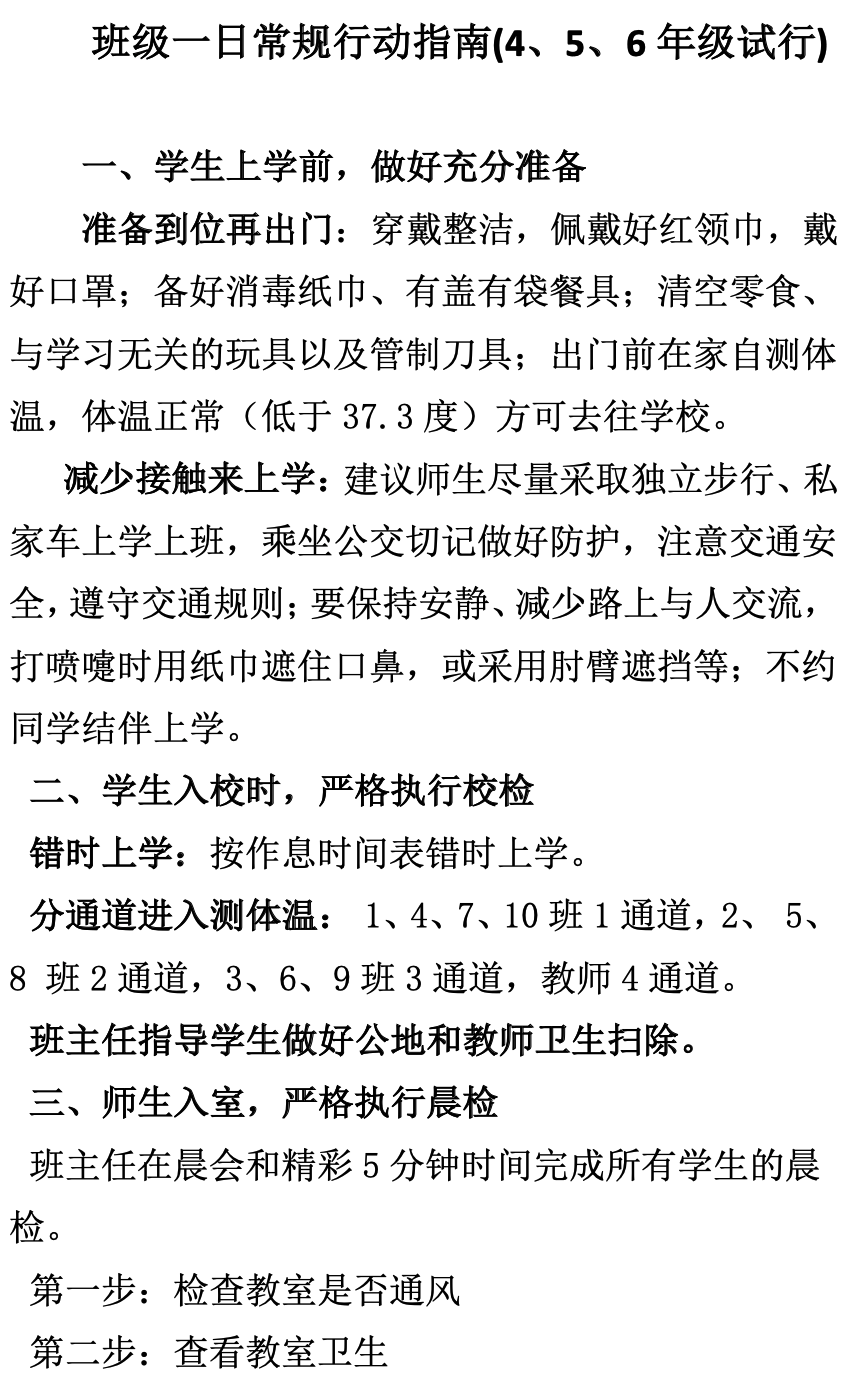 班级一日常规行动指南(4、5、6年级试行)
一、学生上学前，做好充分准备
准备到位再出门：穿戴整洁，佩戴好红领巾，戴
好口罩；备好消毒纸巾、有盖有袋餐具；清空零食、
与学习无关的玩具以及管制刀具；出门前在家自测体
温，体温正常（低于 37.3 度）方可去往学校。
减少接触来上学：建议师生尽量采取独立步行、私
家车上学上班，乘坐公交切记做好防护，注意交通安
全，遵守交通规则；要保持安静、减少路上与人交流，
打喷嚏时用纸巾遮住口鼻，或采用肘臂遮挡等；不约
同学结伴上学。
二、学生入校时，严格执行校检
错时上学：按作息时间表错时上学。
分通道进入测体温： 1、4、7、10 班 1 通道，2、 5、
8 班 2 通道，3、6、9 班 3 通道，教师 4 通道。
班主任指导学生做好公地和教师卫生扫除。
三、师生入室，严格执行晨检
班主任在晨会和精彩 5 分钟时间完成所有学生的晨
检。
第一步：检查教室是否通风
第二步：查看教室卫生